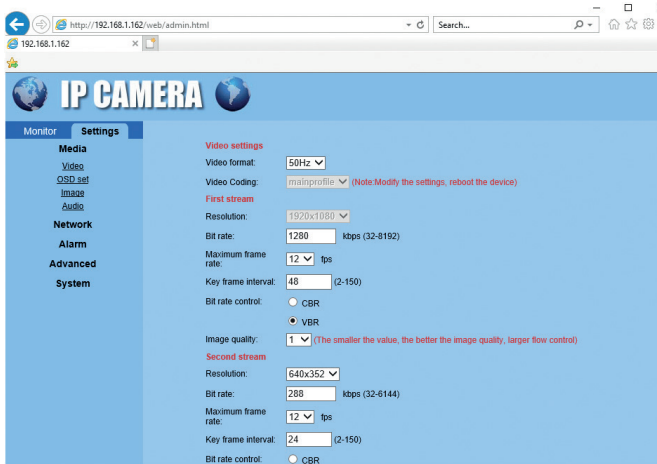 http://192.168.1.162/web/admin.html Search...
192.168.1.162
IP CAMERA
Monitor Settings
Media
Video
OSD set
Image
Audio
Network
Alarm
Advanced
System
Video settings
Video format: 50Hz
Video Coding: mainprofile (Note:Modify the settings, reboot the device)
First stream
Resolution: 1920x1080
Bit rate: 1280 kbps (32-8192)
Maximum frame
rate: 12 fps
Key frame interval: 48 (2-150)
Bit rate control: CBR
VBR
Image quality: 1 (The smaller the value, the better the image quality, larger flow control)
Second stream
Resolution: 640x352
Bit rate: 288 kbps (32-6144)
Maximum frame
rate: 12 fps
Key frame interval: 24 (2-150)
Bit rate control: CBR